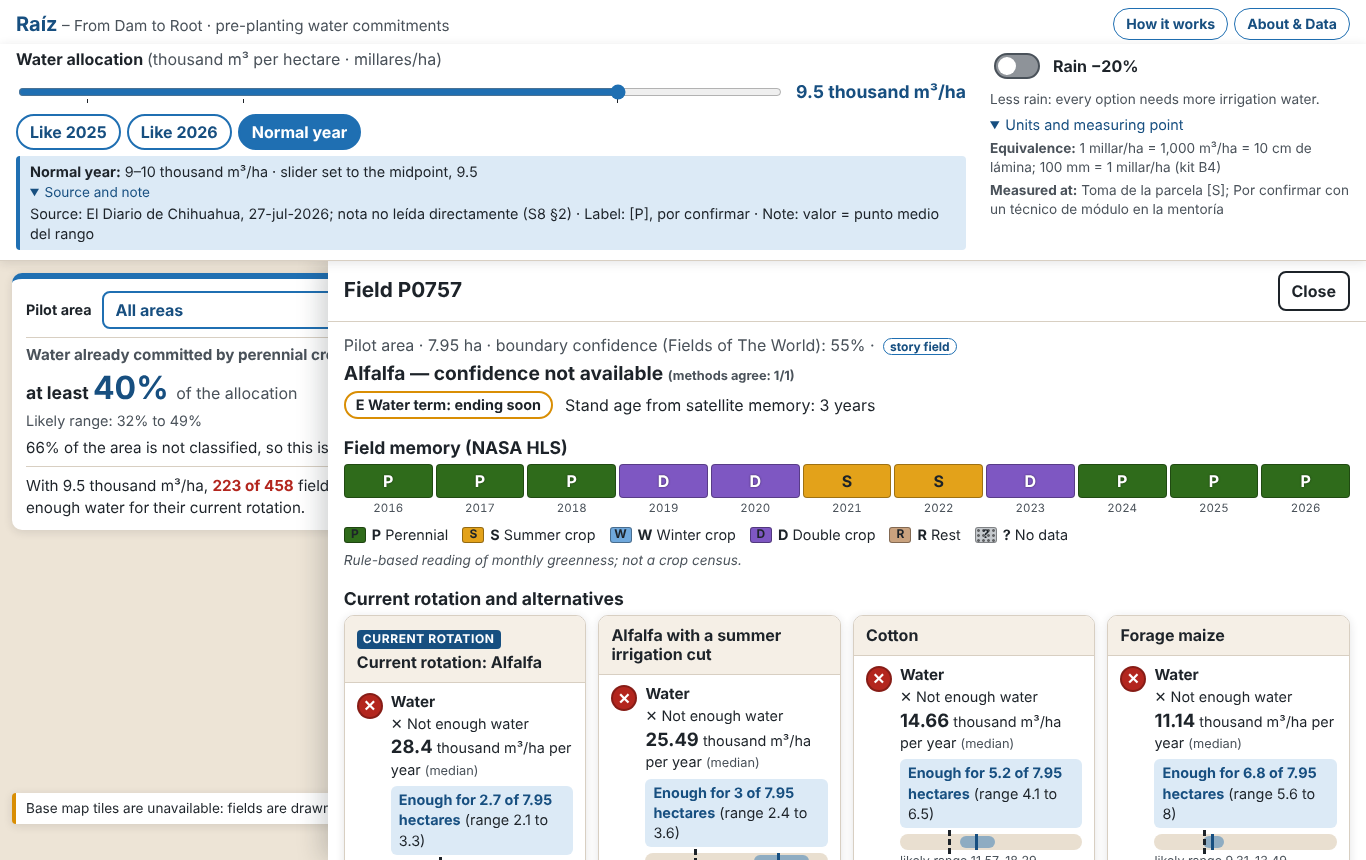 Raíz – From Dam to Root · pre-planting water commitments
How it works
About & Data
Water allocation (thousand m³ per hectare · millares/ha)
9.5 thousand m³/ha
Like 2025
Like 2026
Normal year
Normal year: 9–10 thousand m³/ha · slider set to the midpoint, 9.5
▼ Source and note
Source: El Diario de Chihuahua, 27-jul-2026; nota no leída directamente (S8 §2) · Label: [P], por confirmar · Note: valor = punto medio
del rango
Rain −20%
Less rain: every option needs more irrigation water.
▼ Units and measuring point
Equivalence: 1 millar/ha = 1,000 m³/ha = 10 cm de
lámina; 100 mm = 1 millar/ha (kit B4)
Measured at: Toma de la parcela [S]; Por confirmar con
un técnico de módulo en la mentoría
Pilot area
All areas
Water already committed by perennial
at least 40% of the allocation
Likely range: 32% to 49%
66% of the area is not classified, so this is
With 9.5 thousand m³/ha, 223 of 458 field
enough water for their current rotation.
Base map tiles are unavailable: fields are drawn
Field P0757
Close
Pilot area · 7.95 ha · boundary confidence (Fields of The World): 55% · story field
Alfalfa — confidence not available (methods agree: 1/1)
E Water term: ending soon
Stand age from satellite memory: 3 years
Field memory (NASA HLS)
P P P D D S S D P P P
2016 2017 2018 2019 2020 2021 2022 2023 2024 2025 2026
P P Perennial S S Summer crop W W Winter crop D D Double crop R R Rest ? ? No data
Rule-based reading of monthly greenness; not a crop census.
Current rotation and alternatives
CURRENT ROTATION
Current rotation: Alfalfa
Water
✕ Not enough water
28.4 thousand m³/ha per
year (median)
Enough for 2.7 of 7.95
hectares (range 2.1 to
3.3)
Alfalfa with a summer
irrigation cut
Water
✕ Not enough water
25.49 thousand m³/ha
per year (median)
Enough for 3 of 7.95
hectares (range 2.4 to
3.6)
Cotton
Water
✕ Not enough water
14.66 thousand m³/ha
per year (median)
Enough for 5.2 of 7.95
hectares (range 4.1 to
6.5)
likely range 11.57–18.29
Forage maize
Water
✕ Not enough water
11.14 thousand m³/ha per
year (median)
Enough for 6.8 of 7.95
hectares (range 5.6 to
8)
likely range 9.31–13.49